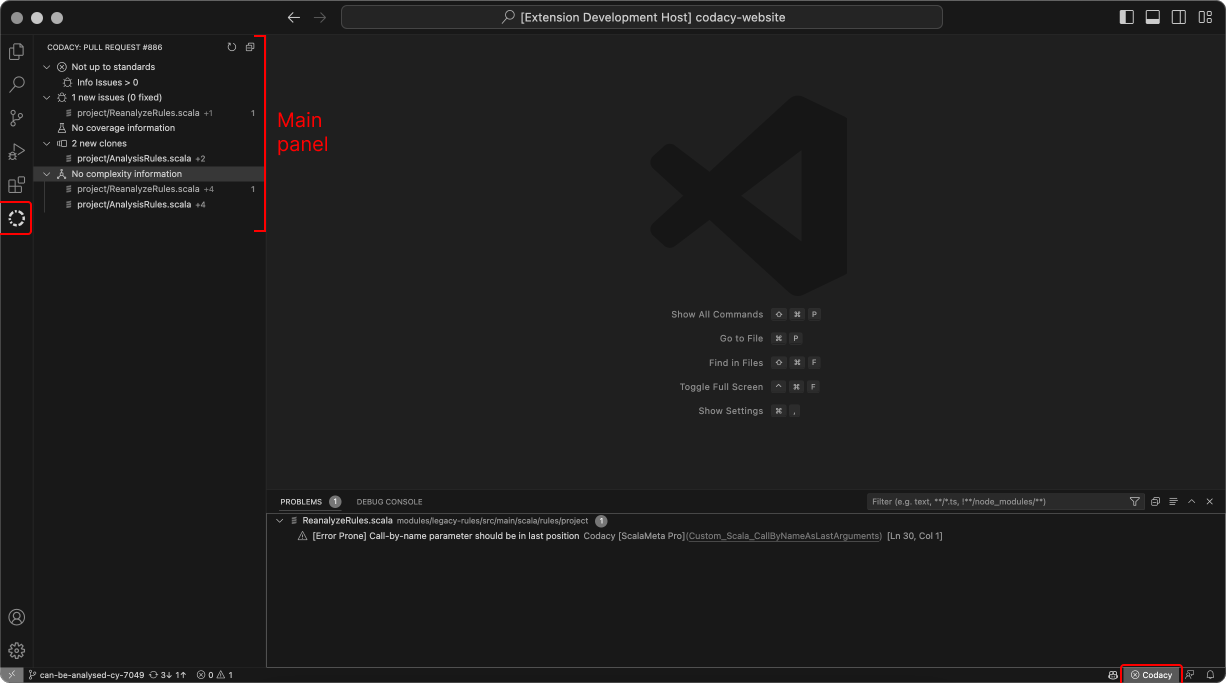 [Extension Development Host] codacy-website
CODACY: PULL REQUEST #886
Not up to standards
Info Issues > 0
1 new issues (0 fixed)
project/ReanalyzeRules.scala +1 1
No coverage information
2 new clones
project/AnalysisRules.scala +2
No complexity information
project/ReanalyzeRules.scala +4 1
project/AnalysisRules.scala +4
Main
panel
Show All Commands ⇧ ⌘ P
Go to File ⌘ P
Find in Files ⇧ ⌘ F
Toggle Full Screen ^ ⌘ F
Show Settings ⌘ ,
PROBLEMS 1 DEBUG CONSOLE Filter (e.g. text, **/*.ts, !**/node_modules/**)
ReanalyzeRules.scala modules/legacy-rules/src/main/scala/rules/project 1
[Error Prone] Call-by-name parameter should be in last position Codacy [ScalaMeta Pro](Custom_Scala_CallByNameAsLastArguments) [Ln 30, Col 1]
can-be-analysed-cy-7049 3↓ 1↑ 0 1 Codacy